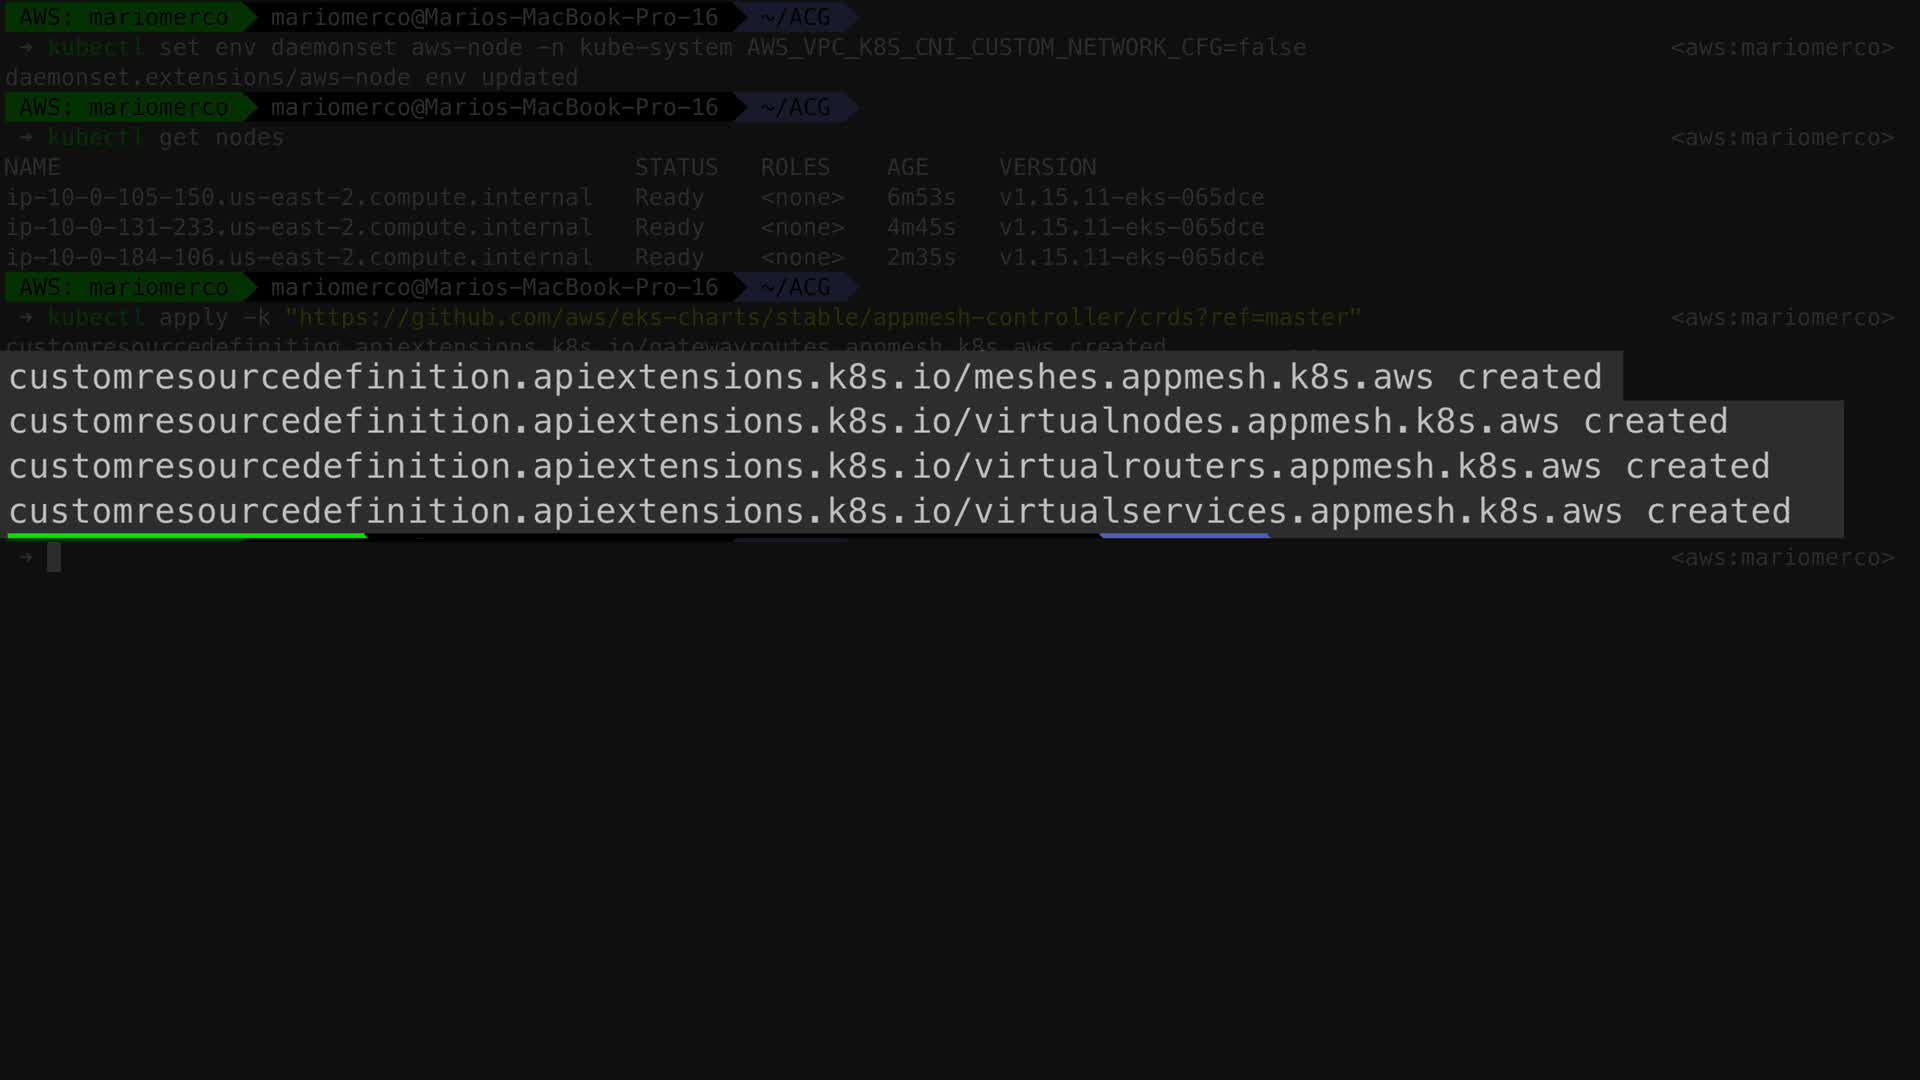 AWS: mariomerco mariomerco@Marios-MacBook-Pro-16 ~/ACG
→ kubectl set env daemonset aws-node -n kube-system AWS_VPC_K8S_CNI_CUSTOM_NETWORK_CFG=false <aws:mariomerco>
daemonset.extensions/aws-node env updated
AWS: mariomerco mariomerco@Marios-MacBook-Pro-16 ~/ACG
→ kubectl get nodes <aws:mariomerco>
NAME STATUS ROLES AGE VERSION
ip-10-0-105-150.us-east-2.compute.internal Ready <none> 6m53s v1.15.11-eks-065dce
ip-10-0-131-233.us-east-2.compute.internal Ready <none> 4m45s v1.15.11-eks-065dce
ip-10-0-184-106.us-east-2.compute.internal Ready <none> 2m35s v1.15.11-eks-065dce
AWS: mariomerco mariomerco@Marios-MacBook-Pro-16 ~/ACG
→ kubectl apply -k "https://github.com/aws/eks-charts/stable/appmesh-controller/crds?ref=master" <aws:mariomerco>
customresourcedefinition.apiextensions.k8s.io/gatewayroutes.appmesh.k8s.aws created
customresourcedefinition.apiextensions.k8s.io/meshes.appmesh.k8s.aws created
customresourcedefinition.apiextensions.k8s.io/virtualnodes.appmesh.k8s.aws created
customresourcedefinition.apiextensions.k8s.io/virtualrouters.appmesh.k8s.aws created
customresourcedefinition.apiextensions.k8s.io/virtualservices.appmesh.k8s.aws created
→ <aws:mariomerco>